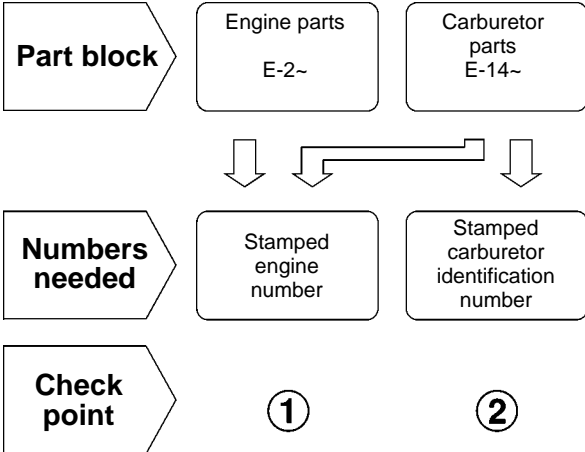 Part block
Engine parts
E-2~
Carburetor
parts
E-14~
Numbers
needed
Stamped
engine
number
Stamped
carburetor
identification
number
Check
point
①
②